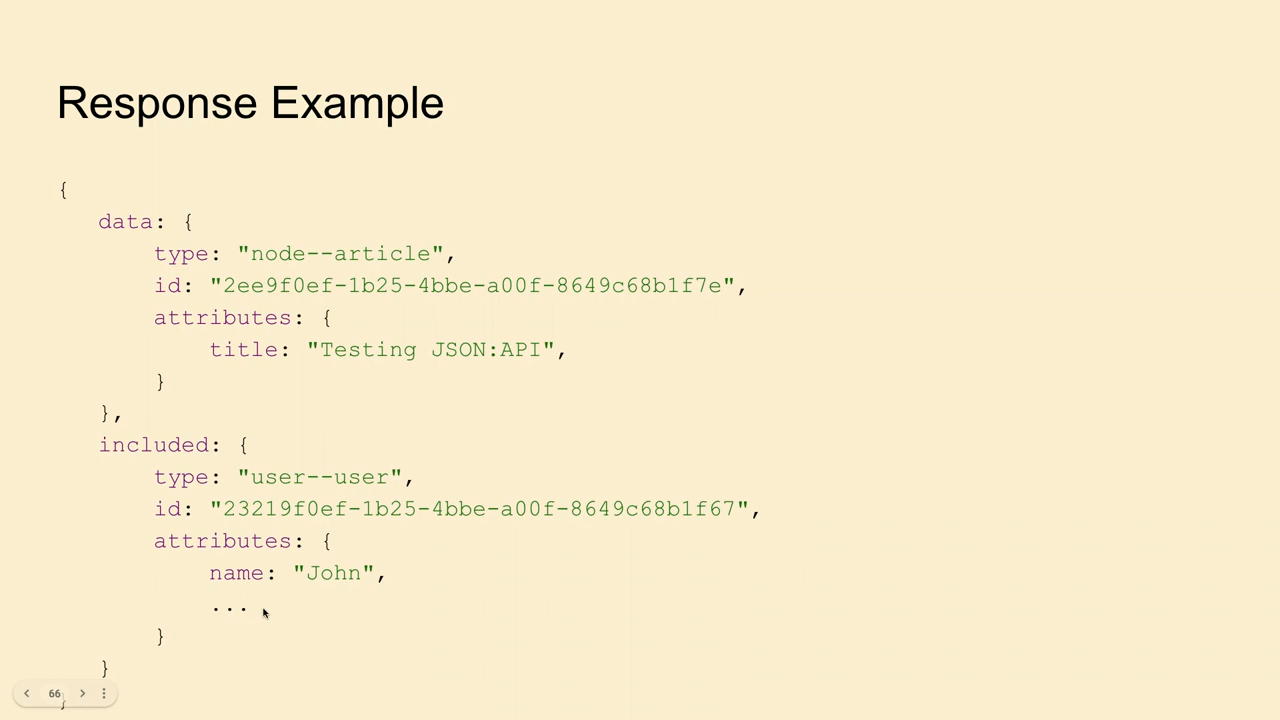 Response Example
{
data: {
type: "node--article",
id: "2ee9f0ef-1b25-4bbe-a00f-8649c68b1f7e",
attributes: {
title: "Testing JSON:API",
}
},
included: {
type: "user--user",
id: "23219f0ef-1b25-4bbe-a00f-8649c68b1f67",
attributes: {
name: "John",
...
}
}
66
}